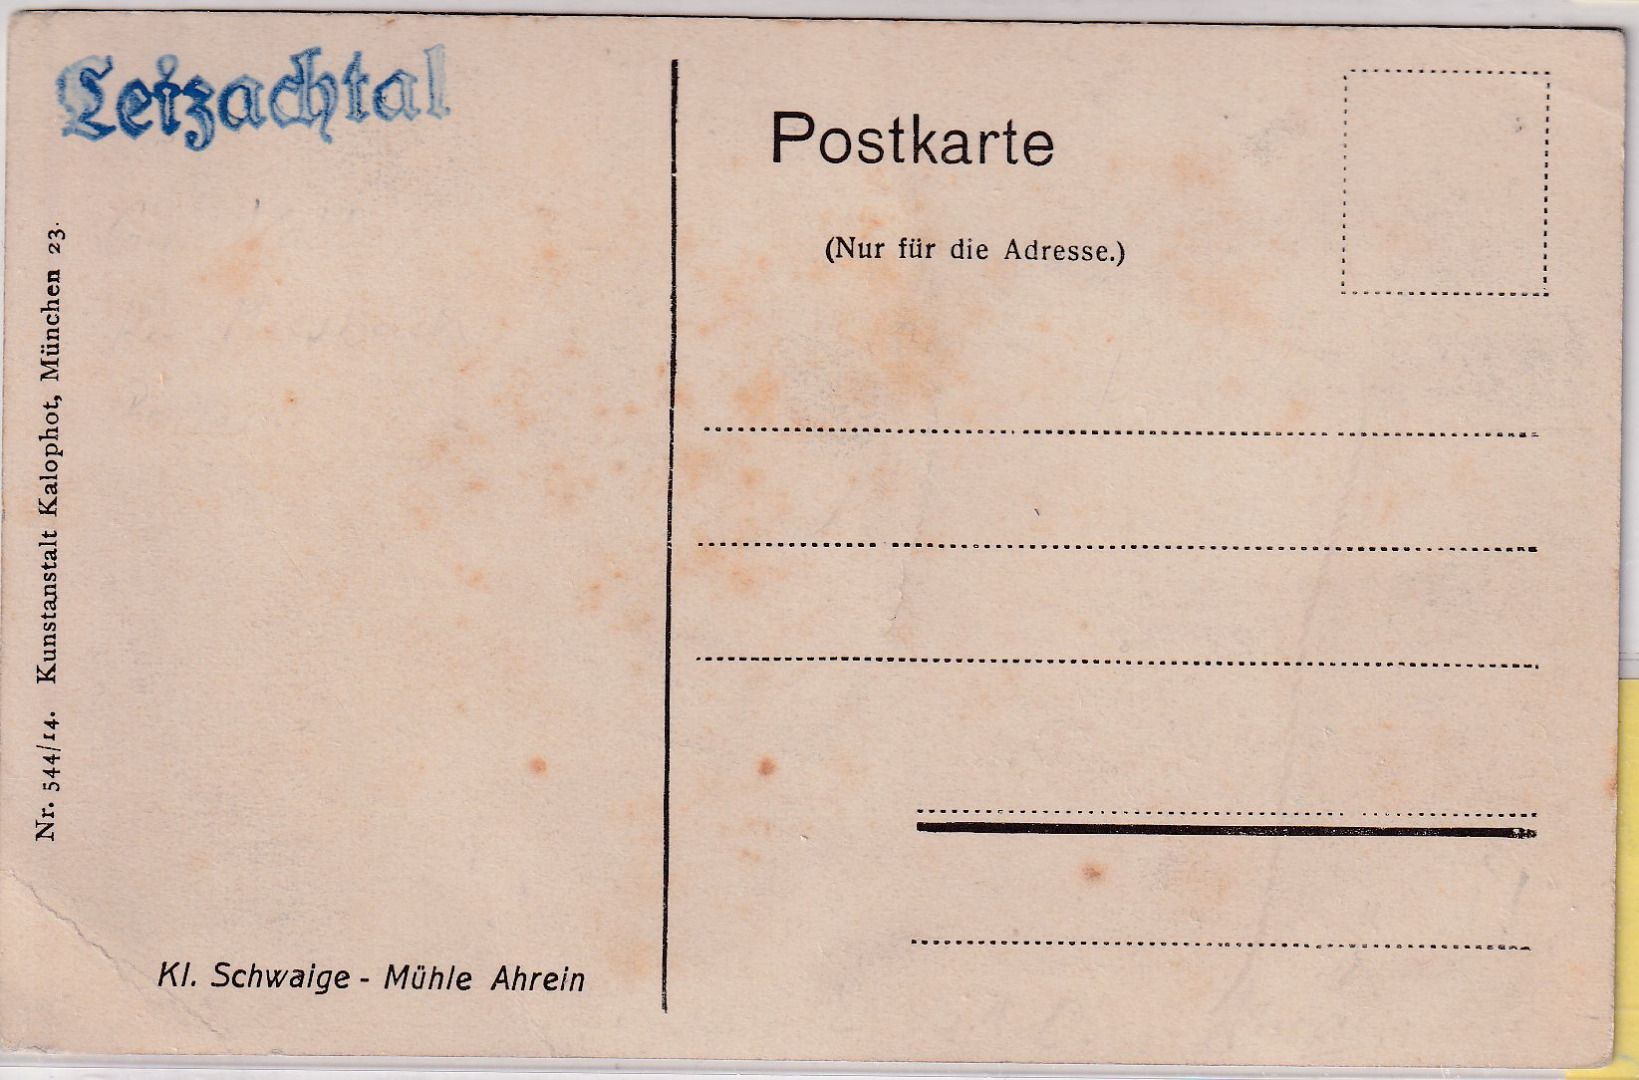 Leizachtal
Postkarte
(Nur für die Adresse.)
Nr. 544/14. Kunstanstalt Kalophot, München 23.
Kl. Schwaige - Mühle Ahrein